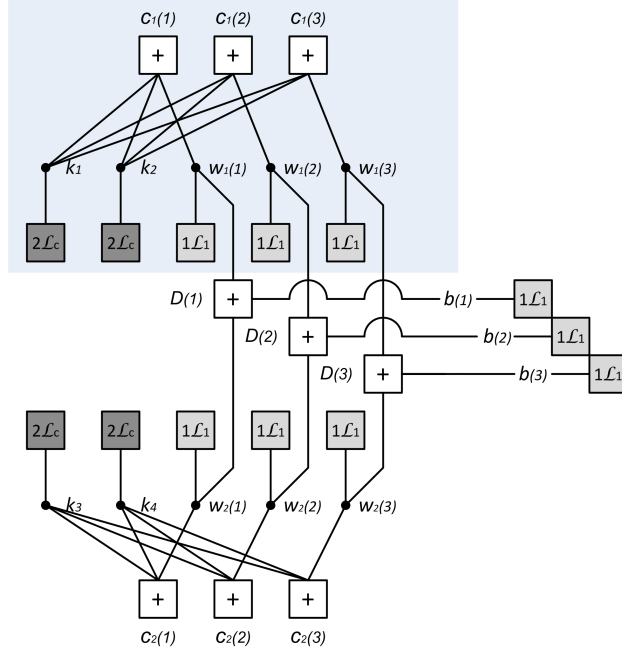 c₁(1) c₁(2) c₁(3)
+ + +
k₁ k₂ w₁(1) w₁(2) w₁(3)
2ℒc 2ℒc 1ℒ₁ 1ℒ₁ 1ℒ₁
D(1) + b(1) 1ℒ₁
D(2) + b(2) 1ℒ₁
D(3) + b(3) 1ℒ₁
2ℒc 2ℒc 1ℒ₁ 1ℒ₁ 1ℒ₁
k₃ k₄ w₂(1) w₂(2) w₂(3)
+ + +
c₂(1) c₂(2) c₂(3)